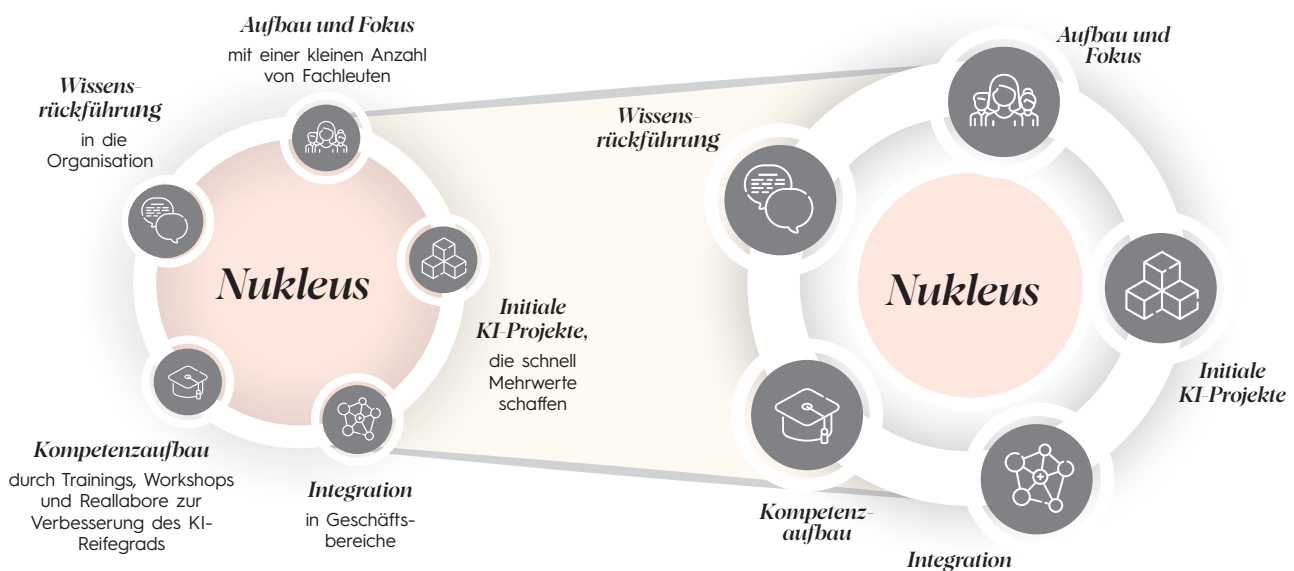 Aufbau und Fokus
mit einer kleinen Anzahl
von Fachleuten
Wissens-
rückführung
in die
Organisation
Nukleus
Initiale
KI-Projekte,
die schnell
Mehrwerte
schaffen
Kompetenzaufbau
durch Trainings, Workshops
und Reallabore zur
Verbesserung des KI-
Reifegrads
Integration
in Geschäfts-
bereiche
Aufbau und
Fokus
Wissens-
rückführung
Nukleus
Initiale
KI-Projekte
Kompetenz-
aufbau
Integration